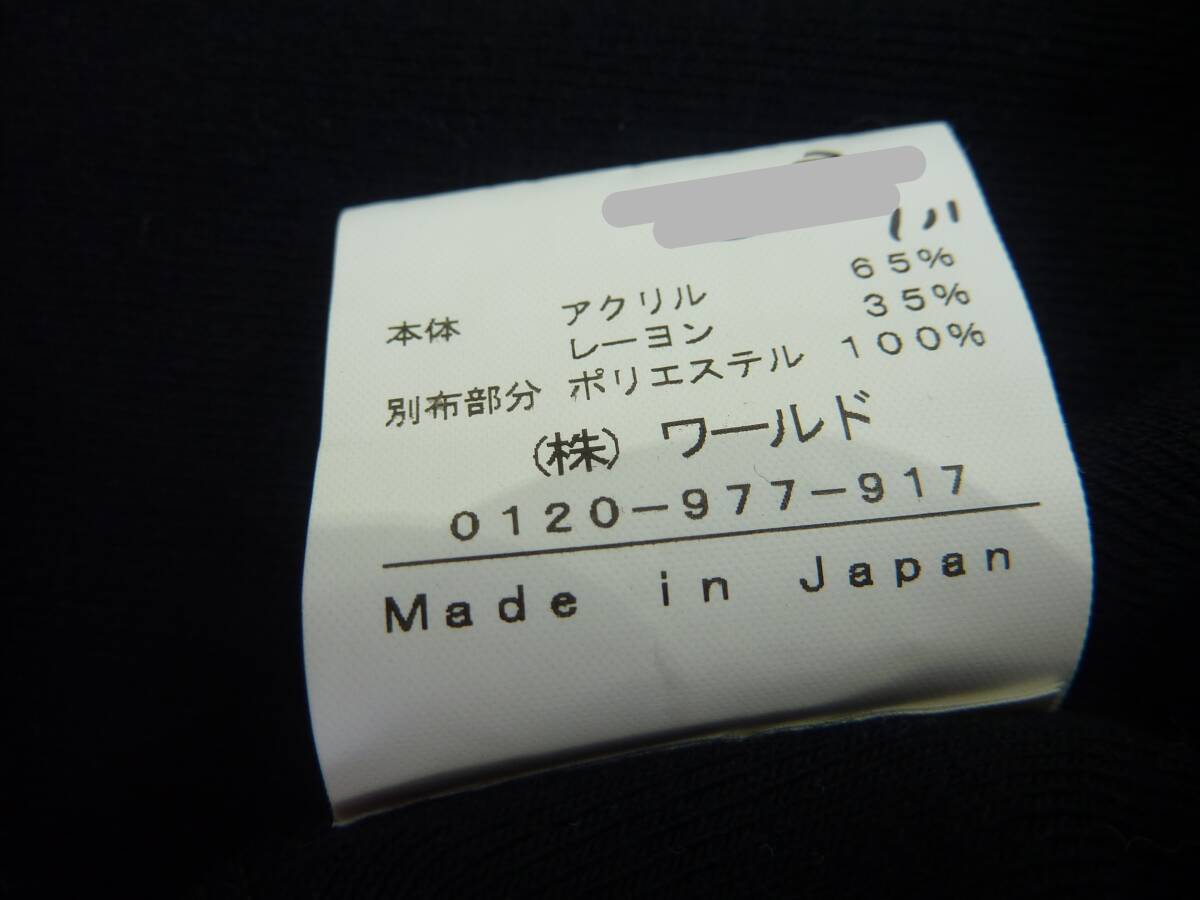 本体 アクリル 65%
レーヨン 35%
別布部分 ポリエステル 100%
(株) ワールド
0120-977-917
Made in Japan